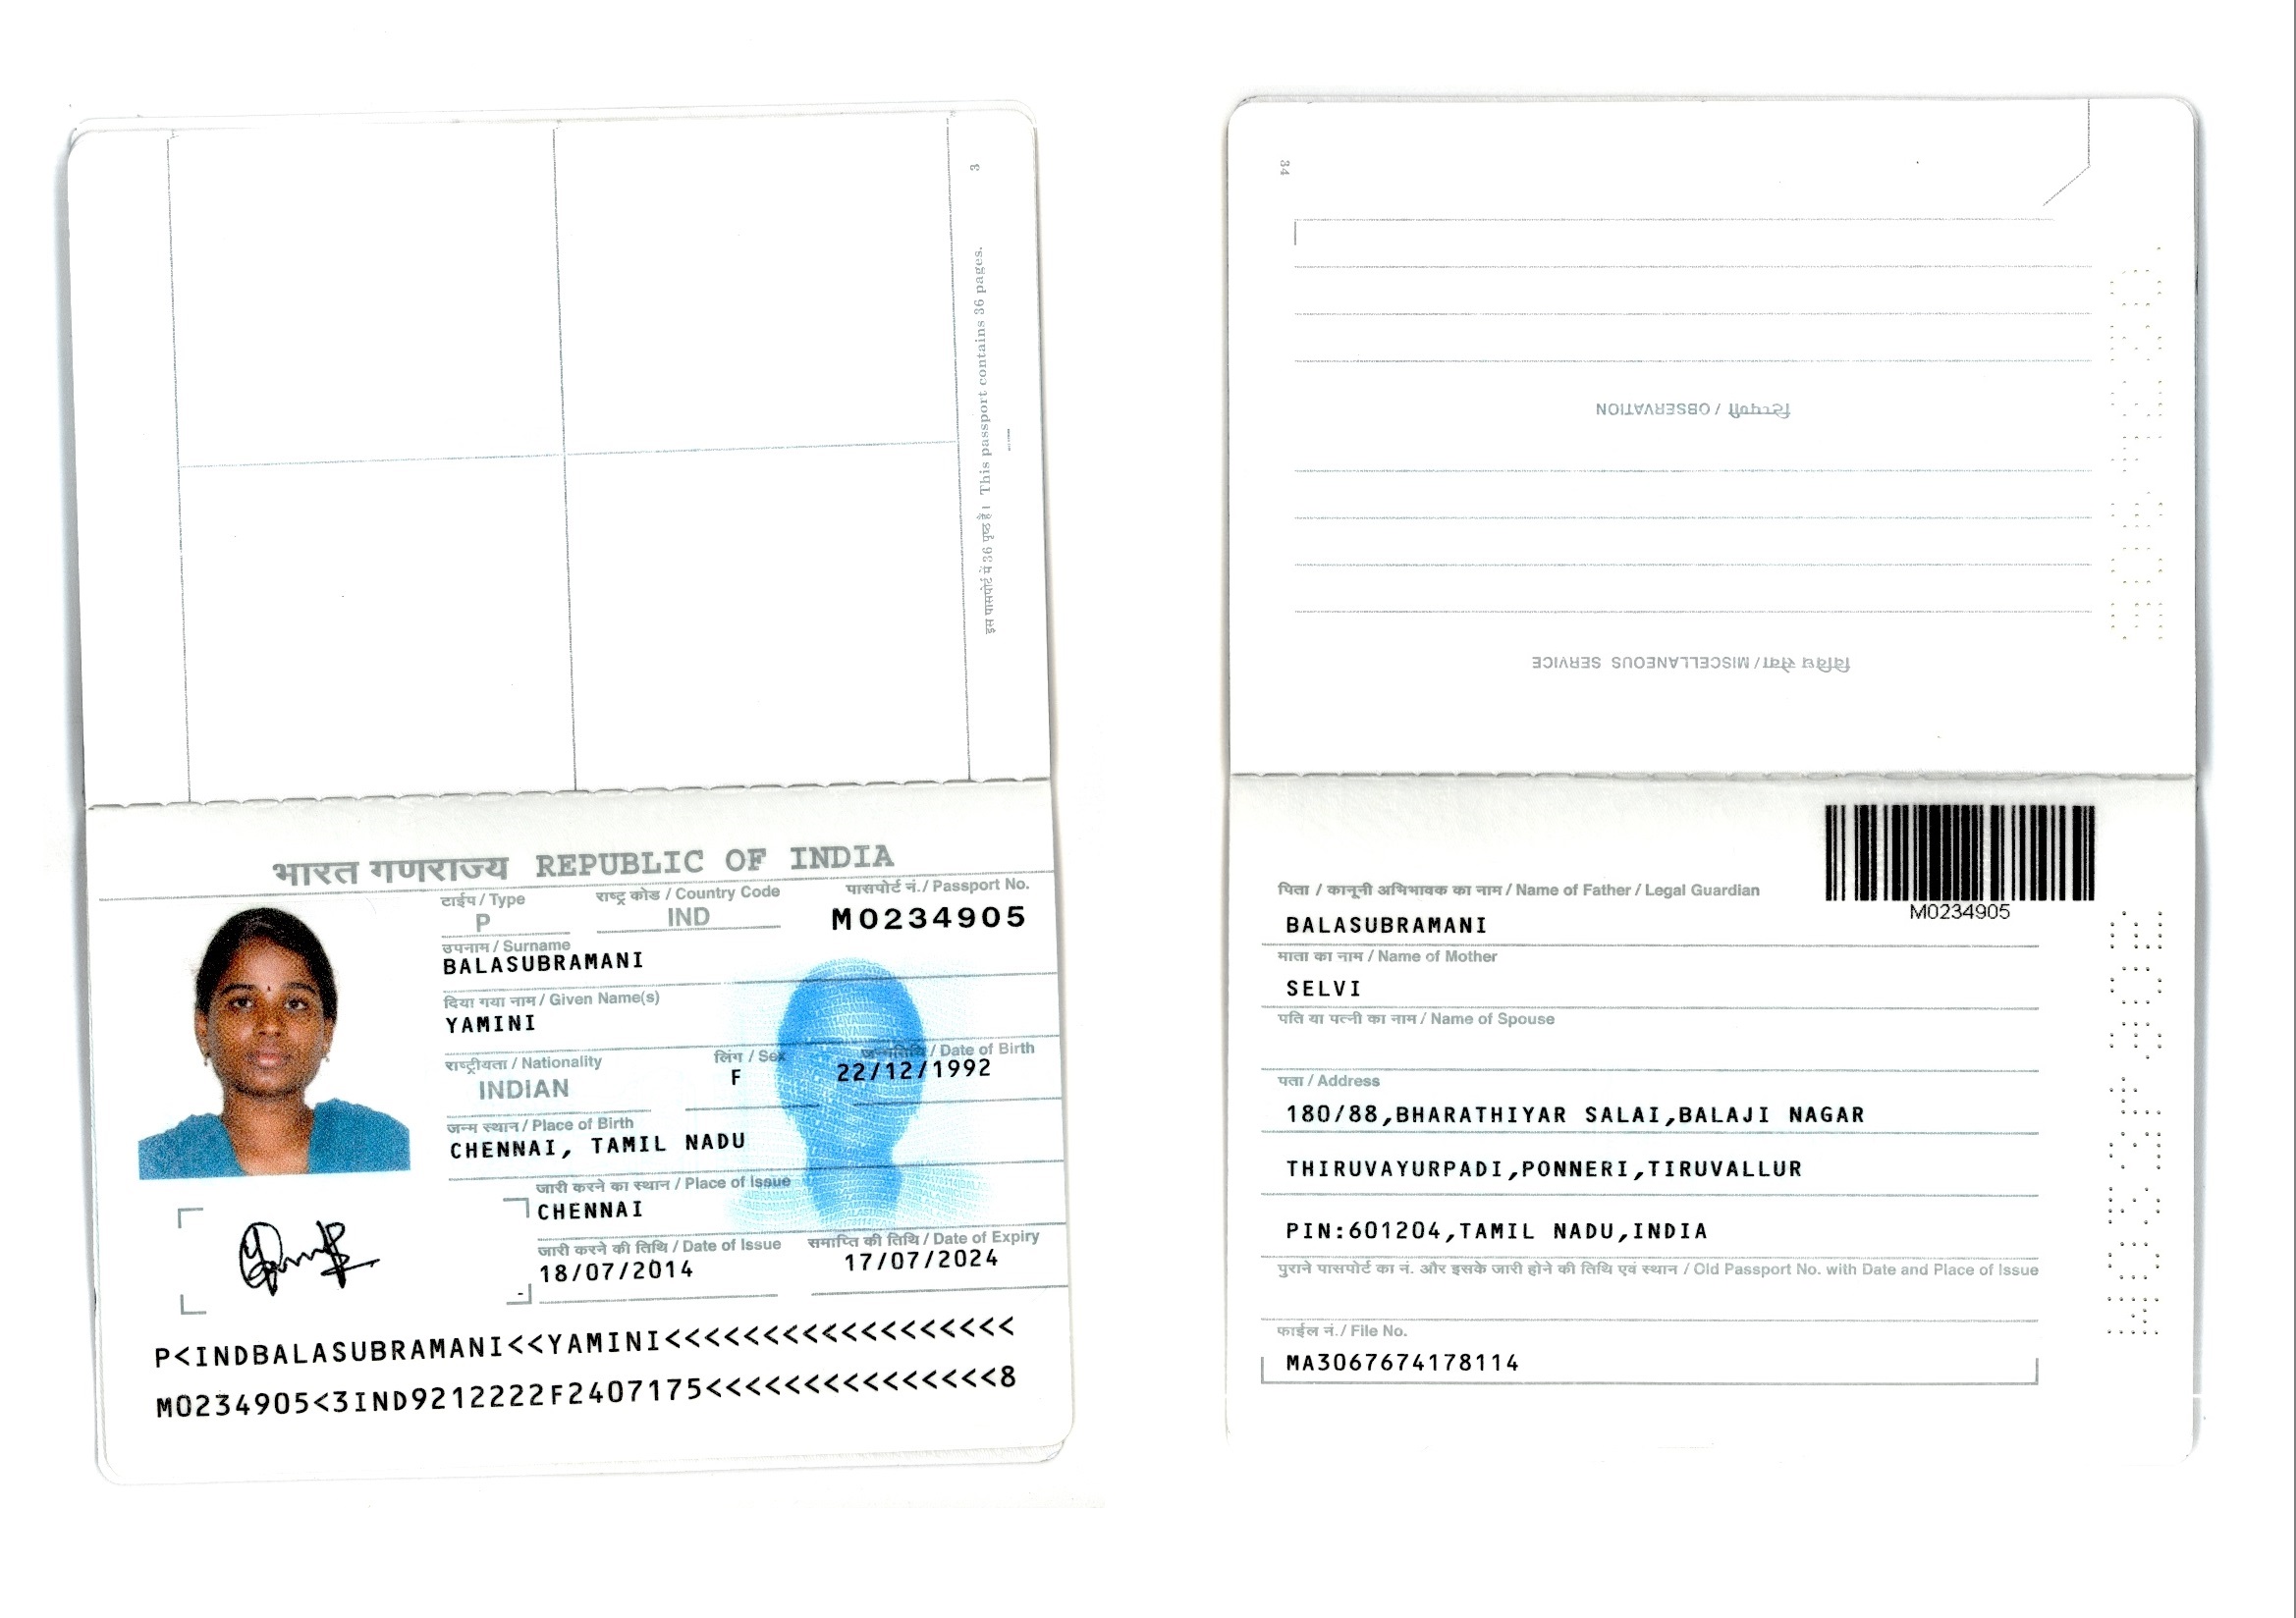 3
इस पासपोर्ट में 36 पृष्ठ है। This passport contains 36 pages.
भारत गणराज्य REPUBLIC OF INDIA
टाईप / Type
राष्ट्र कोड / Country Code
पासपोर्ट नं./ Passport No.
P
IND
M0234905
उपनाम / Surname
BALASUBRAMANI
दिया गया नाम / Given Name(s)
YAMINI
राष्ट्रीयता / Nationality
लिंग / Sex
जन्मतिथि / Date of Birth
INDIAN
F
22/12/1992
जन्म स्थान / Place of Birth
CHENNAI, TAMIL NADU
जारी करने का स्थान / Place of Issue
CHENNAI
जारी करने की तिथि / Date of Issue
समाप्ति की तिथि / Date of Expiry
18/07/2014
17/07/2024
P<INDBALASUBRAMANI<<YAMINI<<<<<<<<<<<<<<<<<<
M0234905<3IND9212222F2407175<<<<<<<<<<<<<<<8
34
टिप्पणी / OBSERVATION
विविध सेवा / MISCELLANEOUS SERVICE
M0234905
पिता / कानूनी अभिभावक का नाम / Name of Father / Legal Guardian
BALASUBRAMANI
माता का नाम / Name of Mother
SELVI
पति या पत्नी का नाम / Name of Spouse
पता / Address
180/88,BHARATHIYAR SALAI,BALAJI NAGAR
THIRUVAYURPADI,PONNERI,TIRUVALLUR
PIN:601204,TAMIL NADU,INDIA
पुराने पासपोर्ट का नं. और इसके जारी होने की तिथि एवं स्थान / Old Passport No. with Date and Place of Issue
फाईल नं./ File No.
MA3067674178114